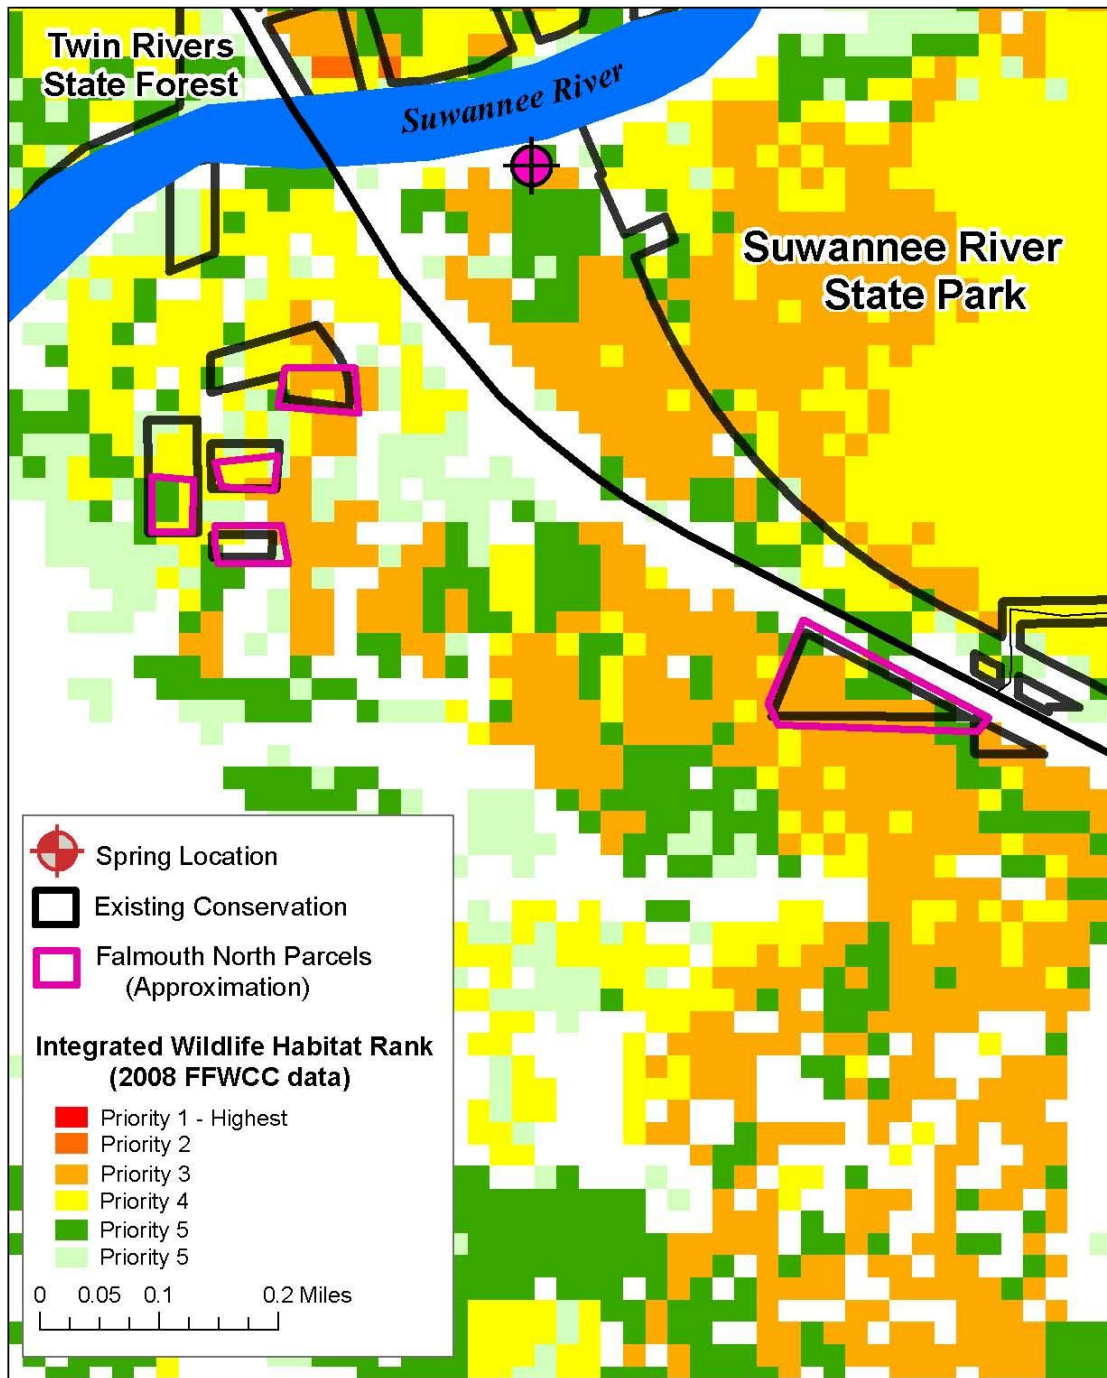 Twin Rivers
State Forest
Suwannee River
Suwannee River
State Park
Spring Location
Existing Conservation
Falmouth North Parcels
(Approximation)
Integrated Wildlife Habitat Rank
(2008 FFWCC data)
Priority 1 - Highest
Priority 2
Priority 3
Priority 4
Priority 5
Priority 5
0 0.05 0.1 0.2 Miles